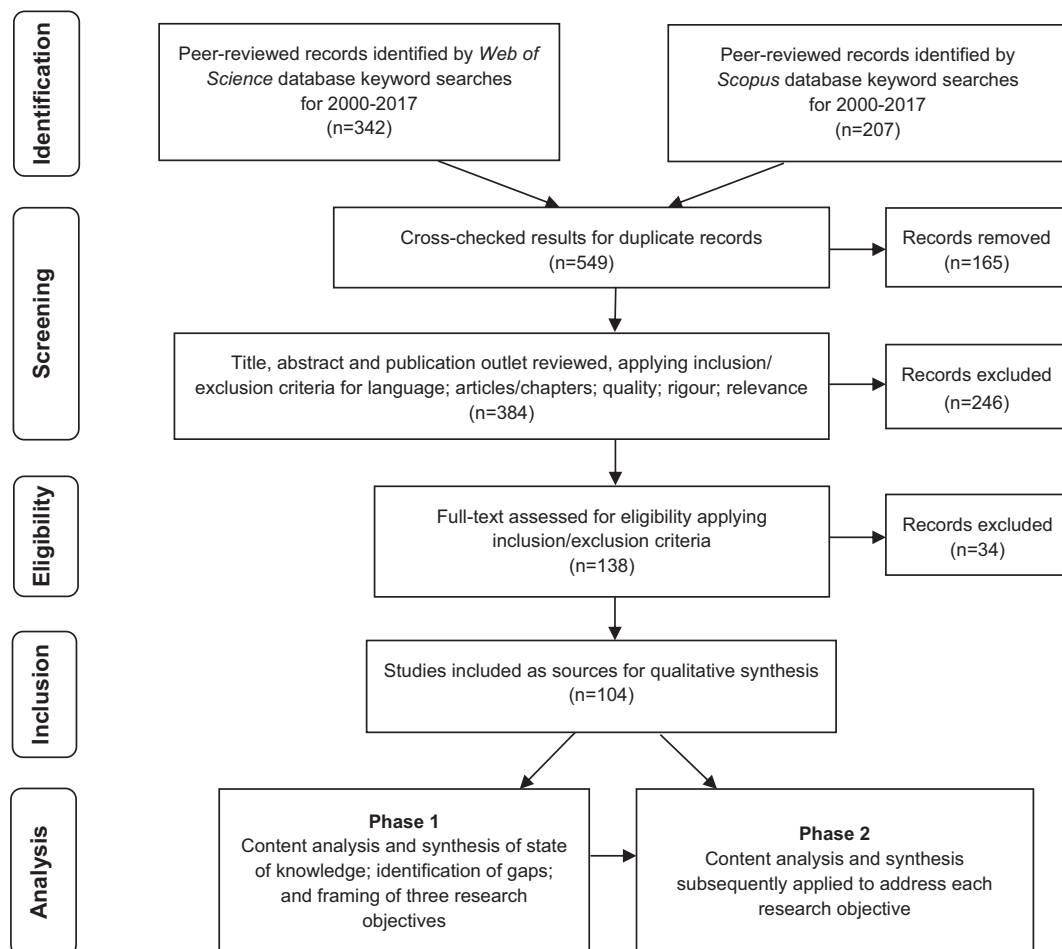 Identification
Peer-reviewed records identified by Web of
Science database keyword searches
for 2000-2017
(n=342)
Peer-reviewed records identified by
Scopus database keyword searches
for 2000-2017
(n=207)
Screening
Cross-checked results for duplicate records
(n=549)
Records removed
(n=165)
Title, abstract and publication outlet reviewed, applying inclusion/
exclusion criteria for language; articles/chapters; quality; rigour; relevance
(n=384)
Records excluded
(n=246)
Eligibility
Full-text assessed for eligibility applying
inclusion/exclusion criteria
(n=138)
Records excluded
(n=34)
Inclusion
Studies included as sources for qualitative synthesis
(n=104)
Analysis
Phase 1
Content analysis and synthesis of state
of knowledge; identification of gaps;
and framing of three research
objectives
Phase 2
Content analysis and synthesis
subsequently applied to address each
research objective